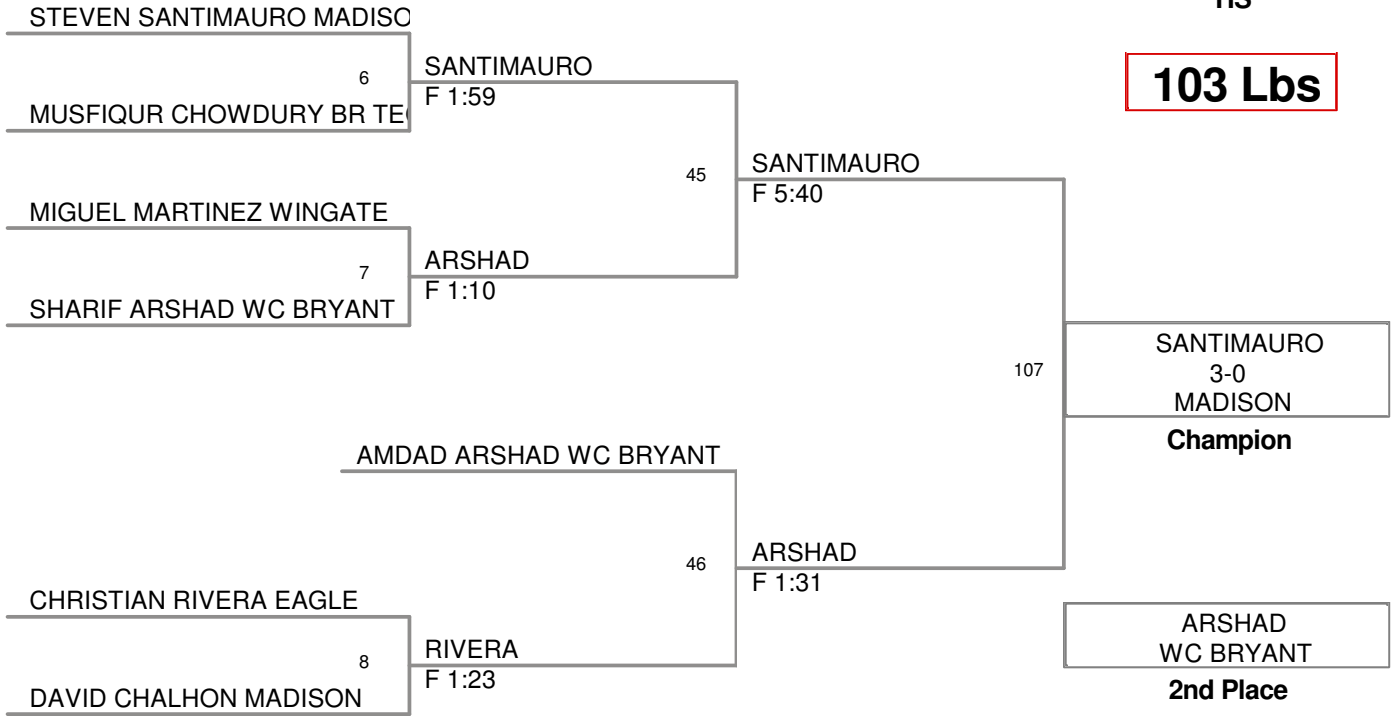 HS
103 Lbs
STEVEN SANTIMAURO MADISO
6
SANTIMAURO
F 1:59
MUSFIQUR CHOWDURY BR TE
45
SANTIMAURO
F 5:40
MIGUEL MARTINEZ WINGATE
7
ARSHAD
F 1:10
SHARIF ARSHAD WC BRYANT
107
SANTIMAURO
3-0
MADISON
Champion
AMDAD ARSHAD WC BRYANT
46
ARSHAD
F 1:31
CHRISTIAN RIVERA EAGLE
8
RIVERA
F 1:23
DAVID CHALHON MADISON
ARSHAD
WC BRYANT
2nd Place